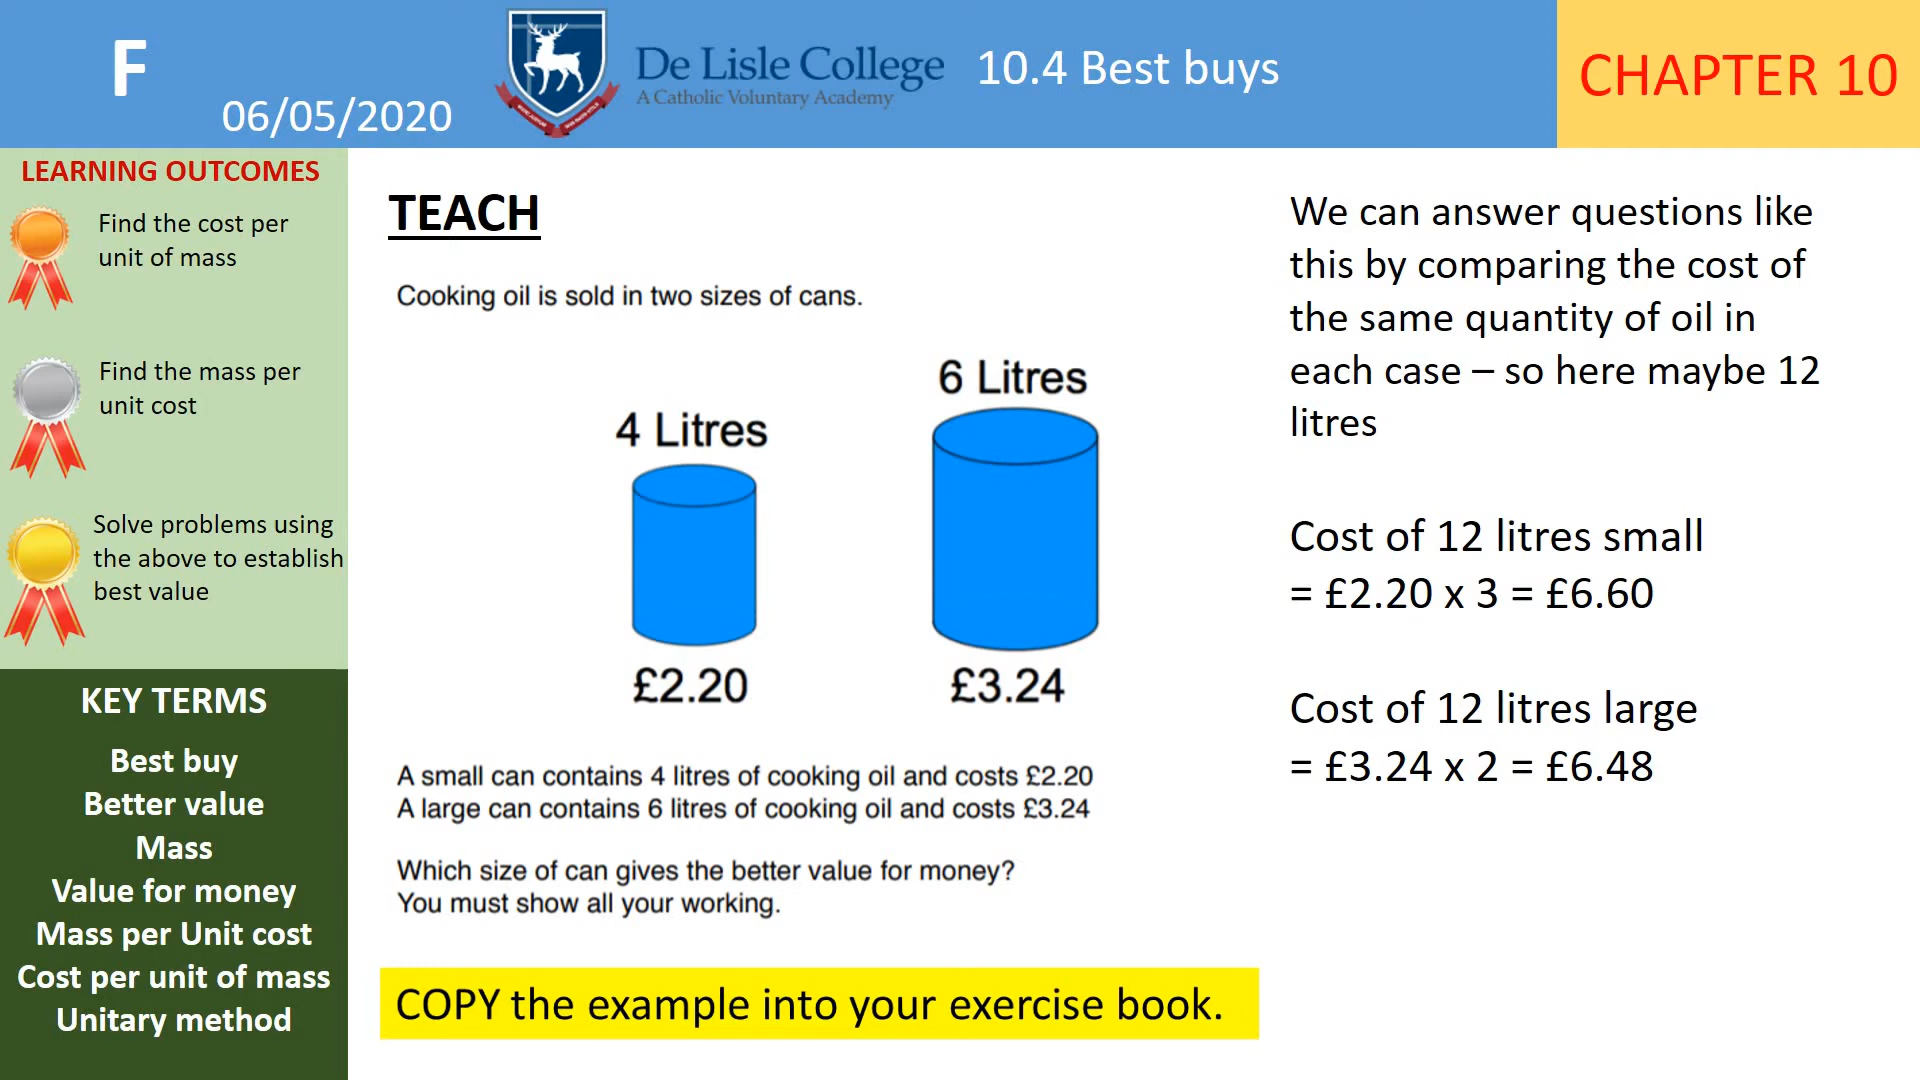 F
06/05/2020
De Lisle College
A Catholic Voluntary Academy
10.4 Best buys
CHAPTER 10
LEARNING OUTCOMES
Find the cost per
unit of mass
Find the mass per
unit cost
Solve problems using
the above to establish
best value
KEY TERMS
Best buy
Better value
Mass
Value for money
Mass per Unit cost
Cost per unit of mass
Unitary method
TEACH
Cooking oil is sold in two sizes of cans.
4 Litres
6 Litres
£2.20
£3.24
A small can contains 4 litres of cooking oil and costs £2.20
A large can contains 6 litres of cooking oil and costs £3.24
Which size of can gives the better value for money?
You must show all your working.
COPY the example into your exercise book.
We can answer questions like
this by comparing the cost of
the same quantity of oil in
each case – so here maybe 12
litres
Cost of 12 litres small
= £2.20 x 3 = £6.60
Cost of 12 litres large
= £3.24 x 2 = £6.48